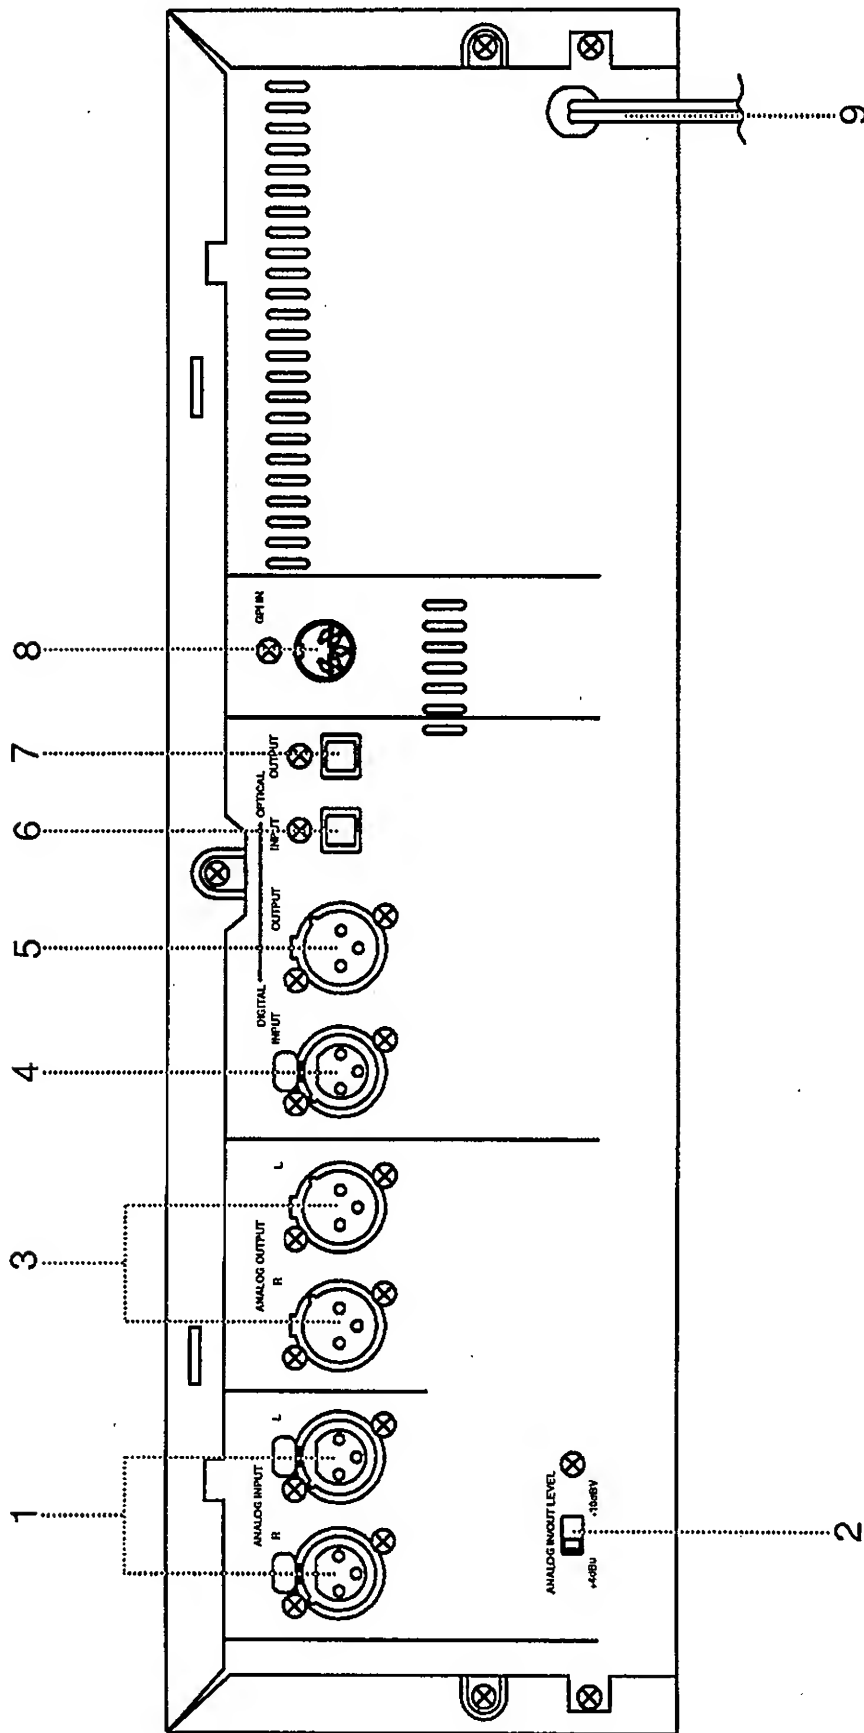 1
3
4
5
6
7
8
ANALOG INPUT
R
L
ANALOG OUTPUT
R
L
DIGITAL
OPTICAL
INPUT
OUTPUT
INPUT
OUTPUT
GPI IN
ANALOG IN/OUT LEVEL
+4dBu
+10dBV
2
9